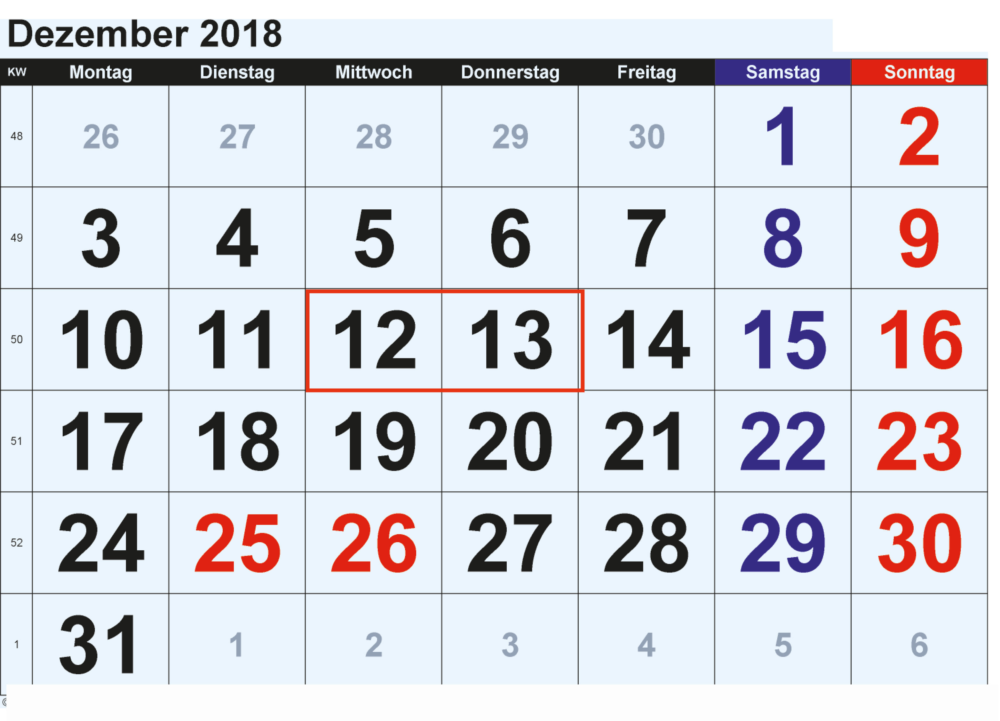 Dezember 2018
KW Montag Dienstag Mittwoch Donnerstag Freitag Samstag Sonntag
48 26 27 28 29 30 1 2
49 3 4 5 6 7 8 9
50 10 11 12 13 14 15 16
51 17 18 19 20 21 22 23
52 24 25 26 27 28 29 30
1 31 1 2 3 4 5 6